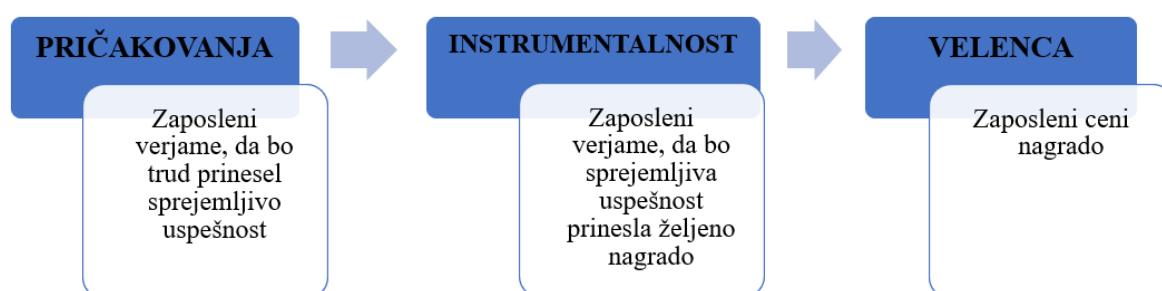 PRIČAKOVANJA
Zaposleni
verjame, da bo
trud prinesel
sprejemljivo
uspešnost
INSTRUMENTALNOST
Zaposleni
verjame, da bo
sprejemljiva
uspešnost
prinesla željeno
nagrado
VELENCA
Zaposleni ceni
nagrado